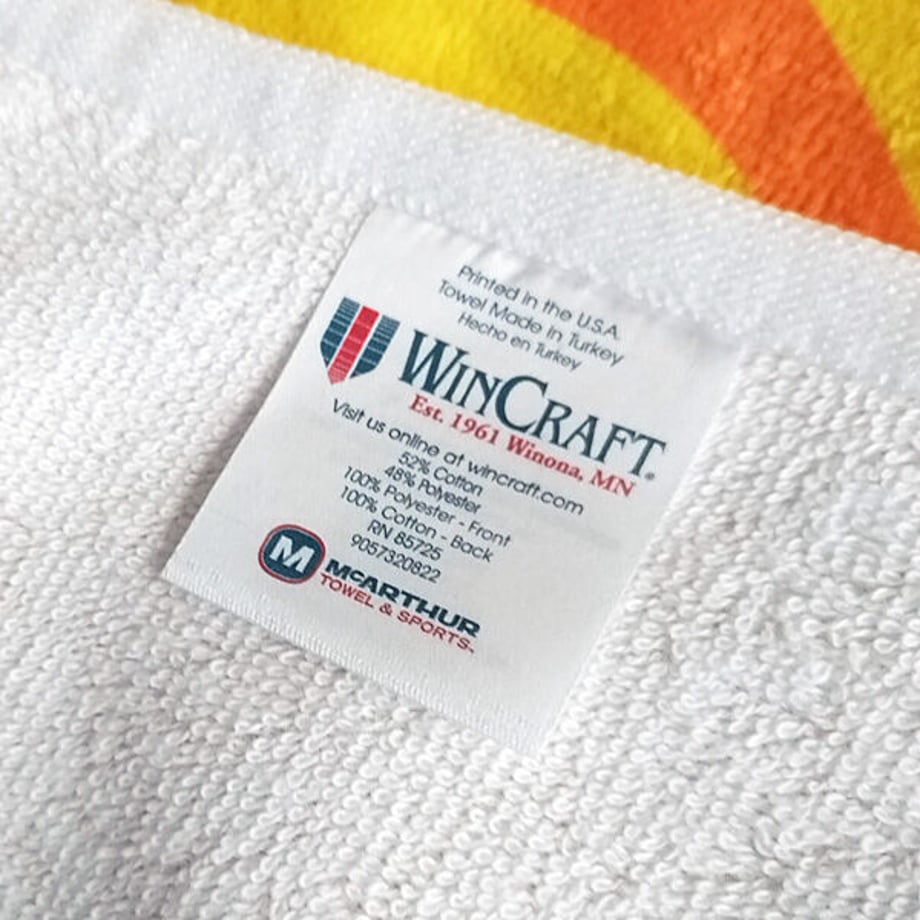 Printed in the U.S.A.
Towel Made in Turkey
Hecho en Turkey
WINCRAFT®
Est. 1961 Winona, MN
Visit us online at wincraft.com
52% Cotton
48% Polyester
100% Polyester - Front
100% Cotton - Back
RN 85725
9057320822
M
MCARTHUR
TOWEL & SPORTS